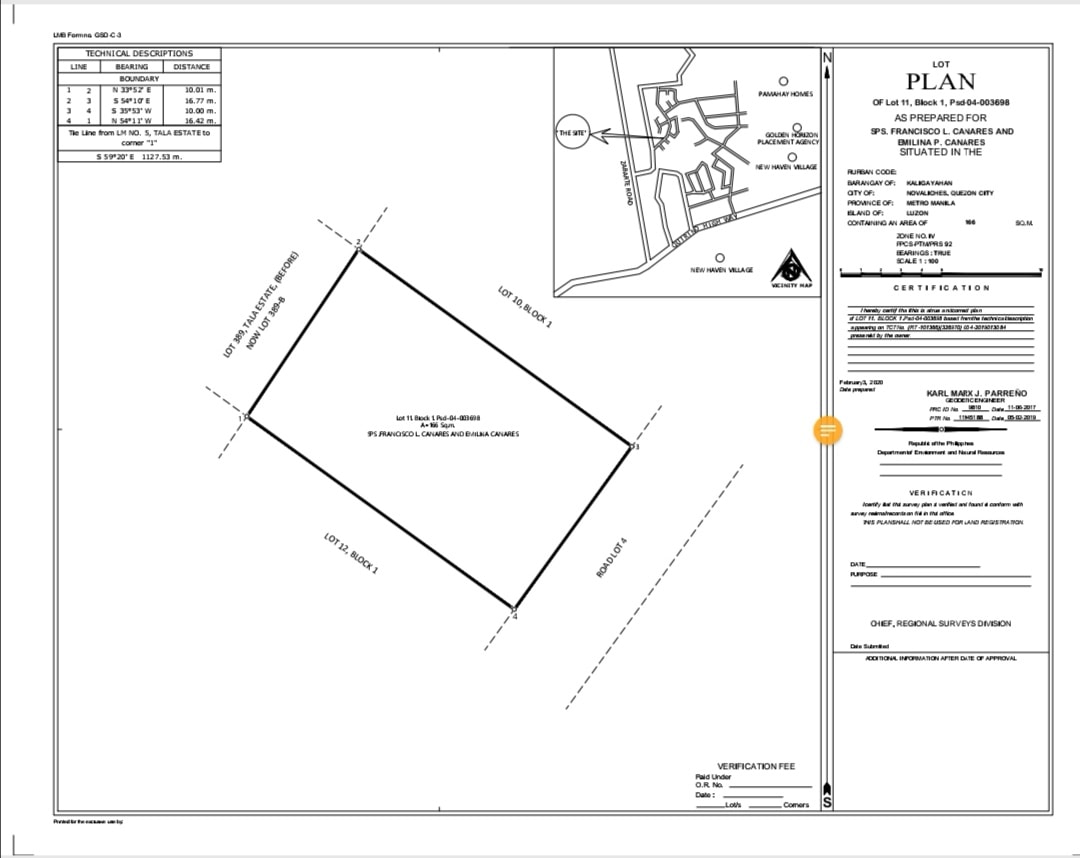 LMB Form no. GSD-C-3
TECHNICAL DESCRIPTIONS
LINE BEARING DISTANCE
BOUNDARY
1 2 N 33°52' E 10.01 m.
2 3 S 54°10' E 16.77 m.
3 4 S 35°53' W 10.00 m.
4 1 N 54°11' W 16.42 m.
Tie Line from LM NO. 5, TALA ESTATE to
corner "1"
S 59°20' E 1127.53 m.
"THE SITE"
ZABARTE ROAD
PAMAHAY HOMES
GOLDEN HORIZON
PLACEMENT AGENCY
NEW HAVEN VILLAGE
QUIRINO HIGH WAY
NEW HAVEN VILLAGE
VICINITY MAP
N
S
2
LOT 389, TALA ESTATE, (BEFORE)
NOW LOT 389-B
LOT 10, BLOCK 1
1
Lot 11, Block 1, Psd-04-003698
A=166 Sq.m.
SPS.FRANCISCO L. CANARES AND EMILINA CANARES
3
LOT 12, BLOCK 1
ROAD LOT 4
4
VERIFICATION FEE
Paid Under
O.R. No.
Date :
Lot/s Corners
LOT
PLAN
OF Lot 11, Block 1, Psd-04-003698
AS PREPARED FOR
SPS. FRANCISCO L. CANARES AND
EMILINA P. CANARES
SITUATED IN THE
RURBAN CODE:
BARANGAY OF: KALIGAYAHAN
CITY OF: NOVALICHES, QUEZON CITY
PROVINCE OF: METRO MANILA
ISLAND OF: LUZON
CONTAINING AN AREA OF 166 SQ.M.
ZONE NO. IV
PPCS-PTM/PRS 92
BEARINGS : TRUE
SCALE 1 : 100
CERTIFICATION
I hereby certify that this is a true and correct plan
of LOT 11, BLOCK 1,Psd-04-003698 based from the technical description
appearing on TCT No.
presented by the owner
February 3, 2020
Date prepared
KARL MARX J. PARREÑO
GEODETIC ENGINEER
PRC ID No. 9810 Date 11-06-2017
PTR No. Date
Republic of the Philippines
Department of Environment and Natural Resources
VERIFICATION
I certify that this survey plan is verified and found it conform with
survey returns/records on file in this office
THIS PLAN SHALL NOT BE USED FOR LAND REGISTRATION
DATE
PURPOSE
CHIEF, REGIONAL SURVEYS DIVISION
Date Submitted
ADDITIONAL INFORMATION AFTER DATE OF APPROVAL
Printed for the exclusive use by: